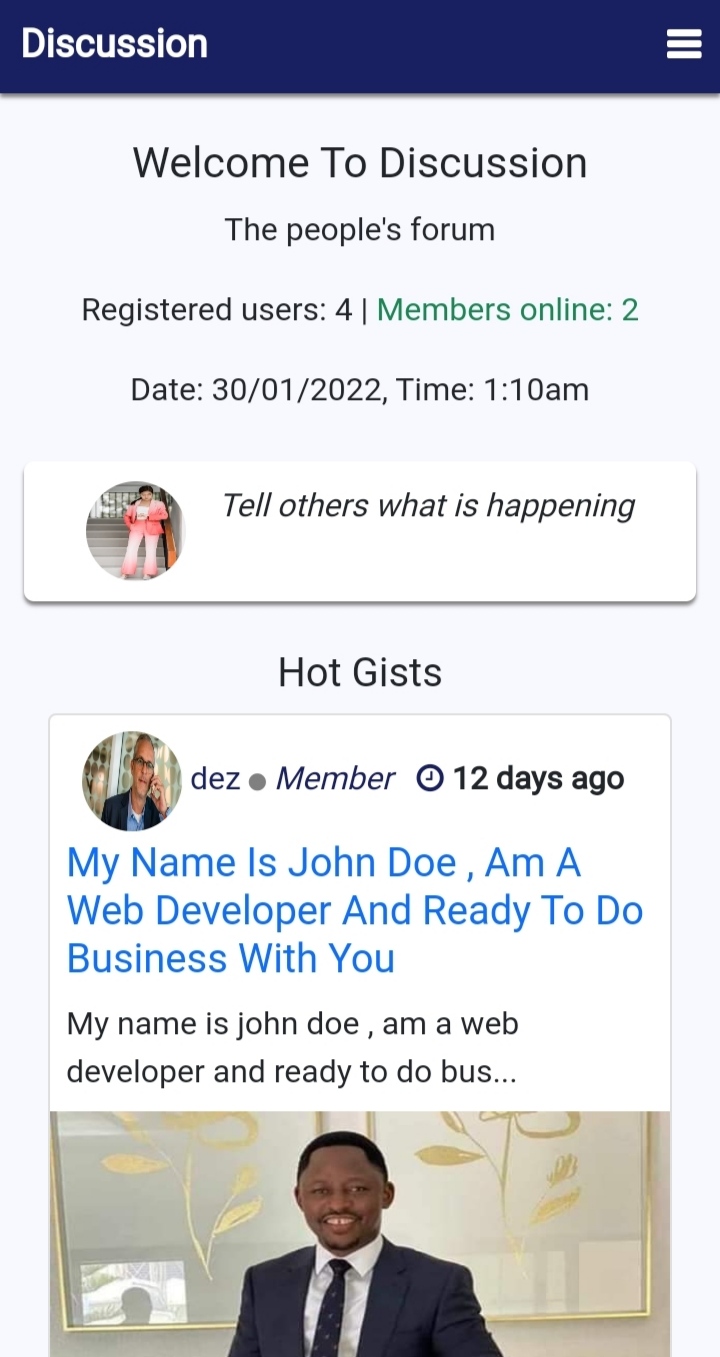 Discussion
Welcome To Discussion
The people's forum
Registered users: 4 | Members online: 2
Date: 30/01/2022, Time: 1:10am
Tell others what is happening
Hot Gists
dez Member 12 days ago
My Name Is John Doe , Am A
Web Developer And Ready To Do
Business With You
My name is john doe , am a web
developer and ready to do bus...